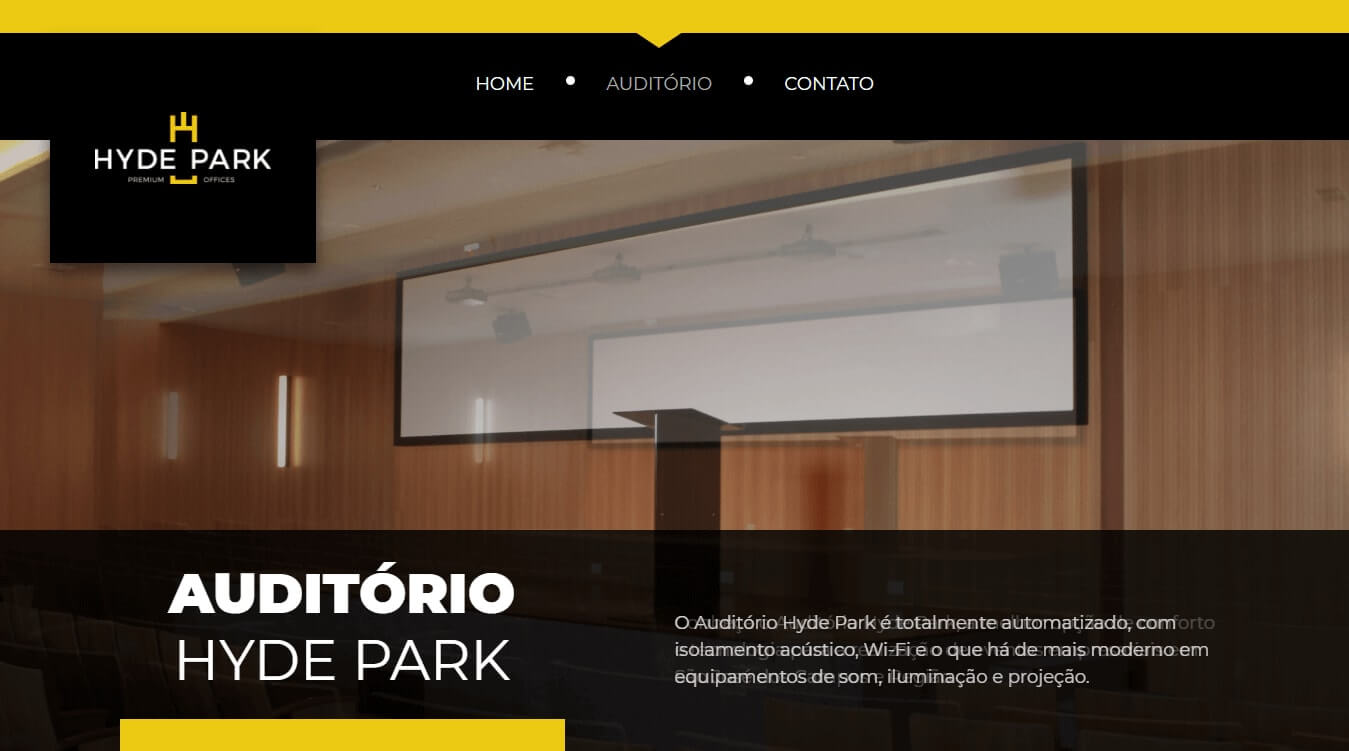 HOME
AUDITÓRIO
CONTATO
HYDE PARK
PREMIUM OFFICES
AUDITÓRIO
HYDE PARK
O Auditório Hyde Park é totalmente automatizado, com
isolamento acústico, Wi-Fi e o que há de mais moderno em
equipamentos de som, iluminação e projeção.